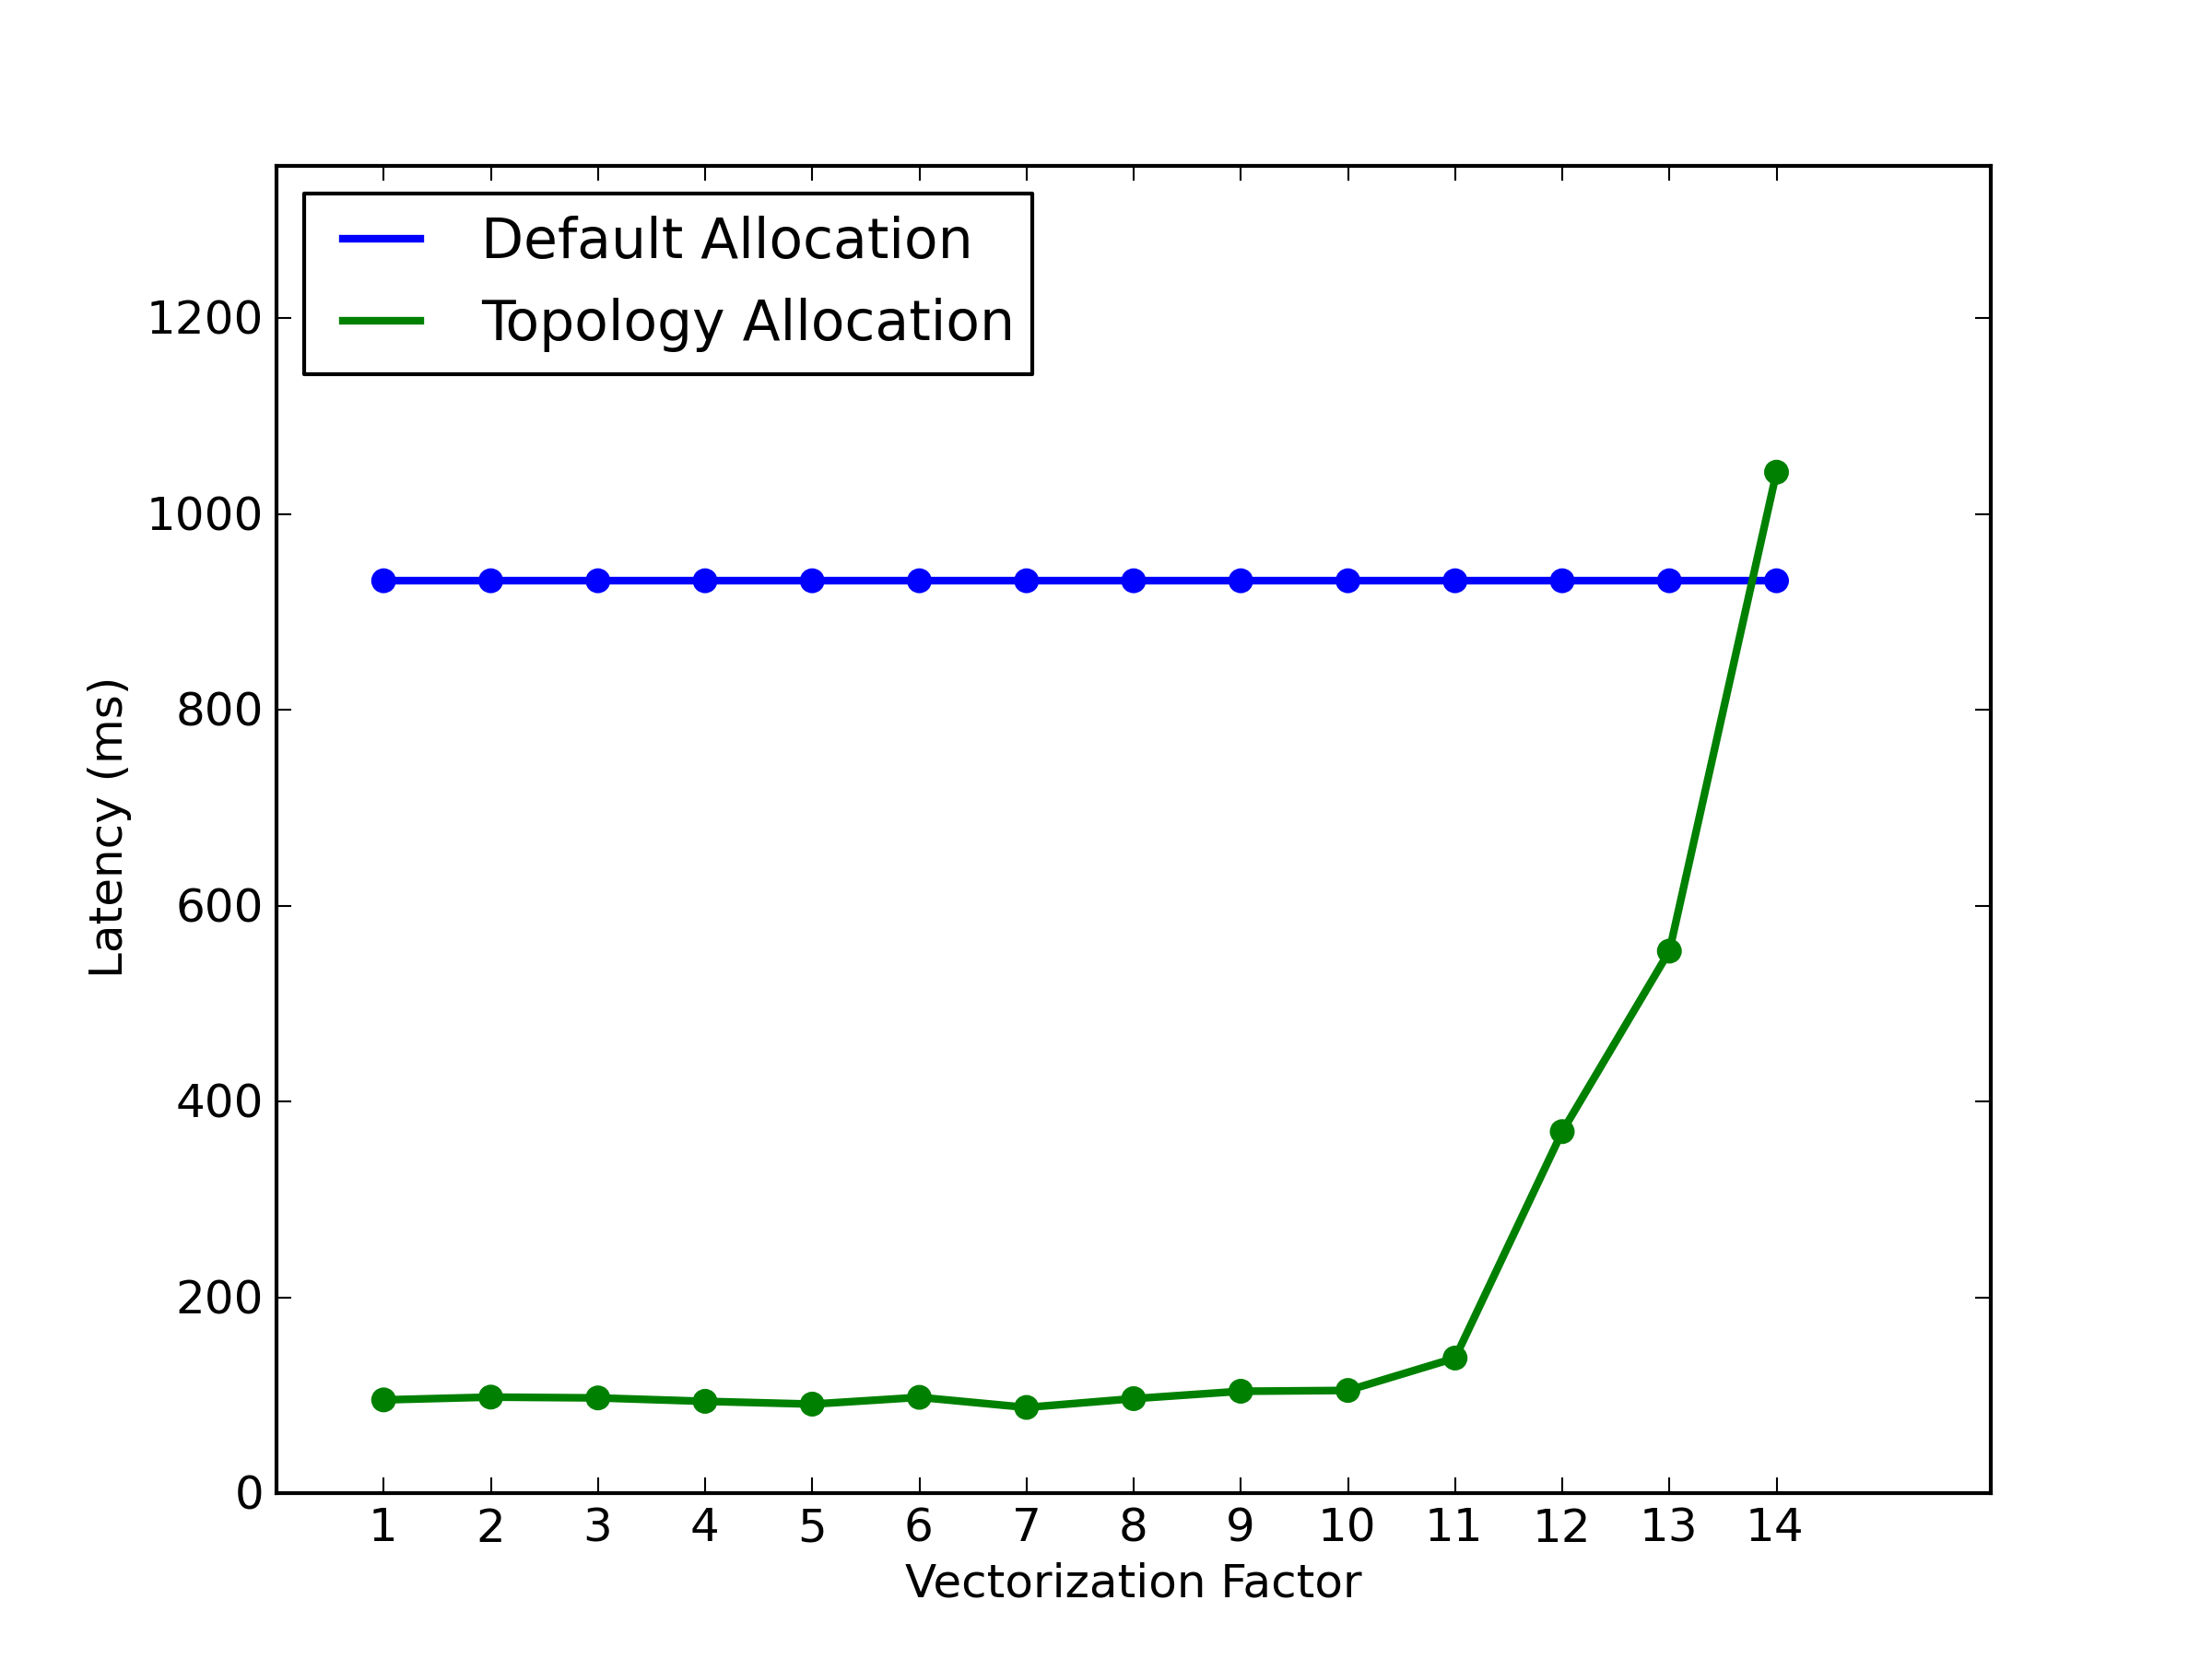 Default Allocation
Topology Allocation
1200
1000
800
600
400
200
0
Latency (ms)
1 2 3 4 5 6 7 8 9 10 11 12 13 14
Vectorization Factor